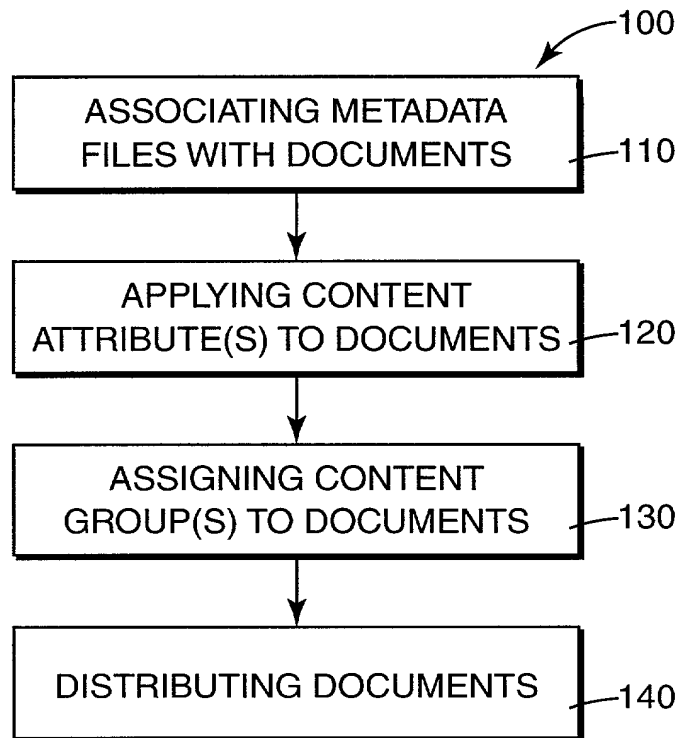 100
ASSOCIATING METADATA
FILES WITH DOCUMENTS
110
APPLYING CONTENT
ATTRIBUTE(S) TO DOCUMENTS
120
ASSIGNING CONTENT
GROUP(S) TO DOCUMENTS
130
DISTRIBUTING DOCUMENTS
140